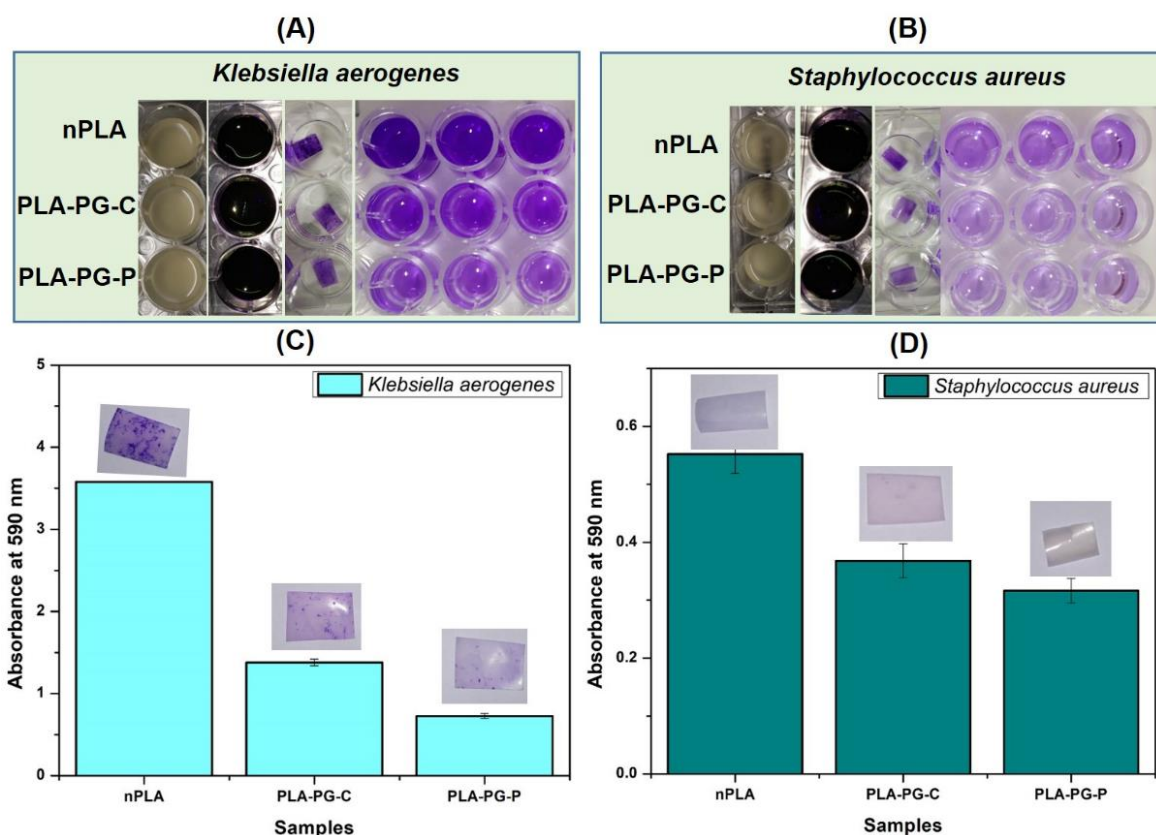 (A)
Klebsiella aerogenes
nPLA
PLA-PG-C
PLA-PG-P
(B)
Staphylococcus aureus
nPLA
PLA-PG-C
PLA-PG-P
(C)
Klebsiella aerogenes
Absorbance at 590 nm
5
4
3
2
1
0
nPLA
PLA-PG-C
PLA-PG-P
Samples
(D)
Staphylococcus aureus
Absorbance at 590 nm
0.6
0.4
0.2
0.0
nPLA
PLA-PG-C
PLA-PG-P
Samples